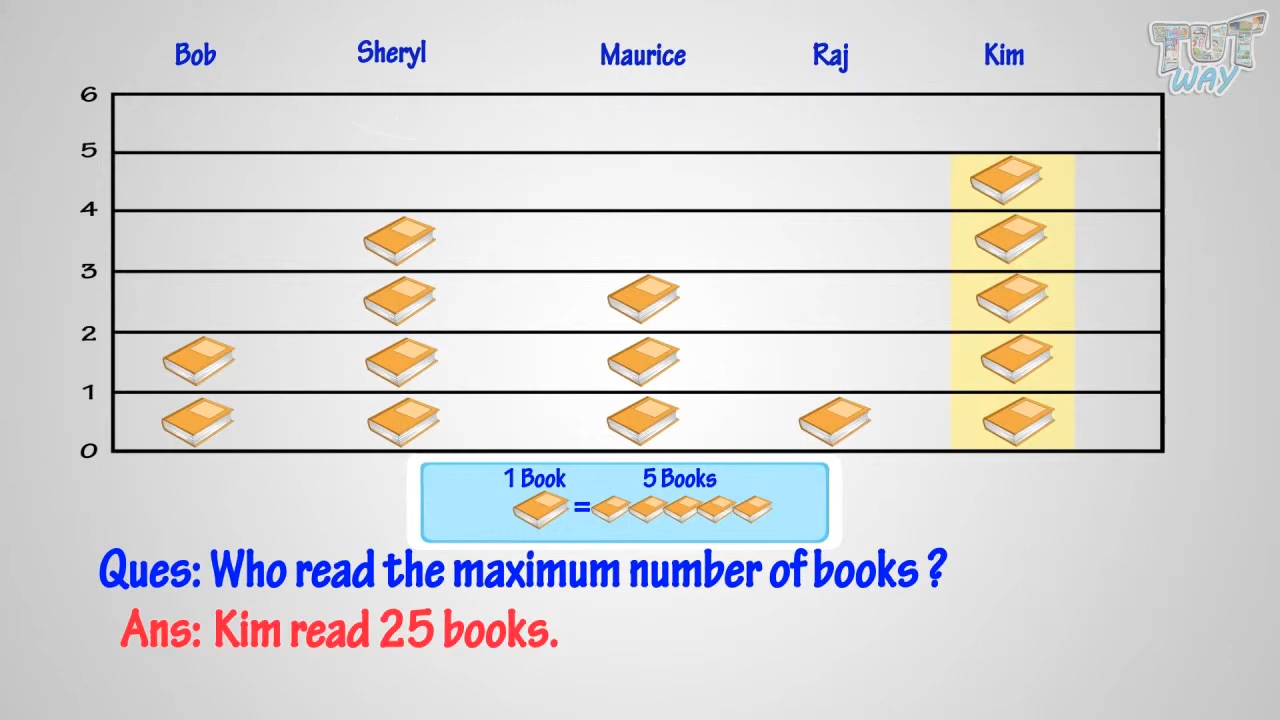 TUT
WAY
Bob Sheryl Maurice Raj Kim
6
5
4
3
2
1
0
1 Book 5 Books
=
Ques: Who read the maximum number of books ?
Ans: Kim read 25 books.